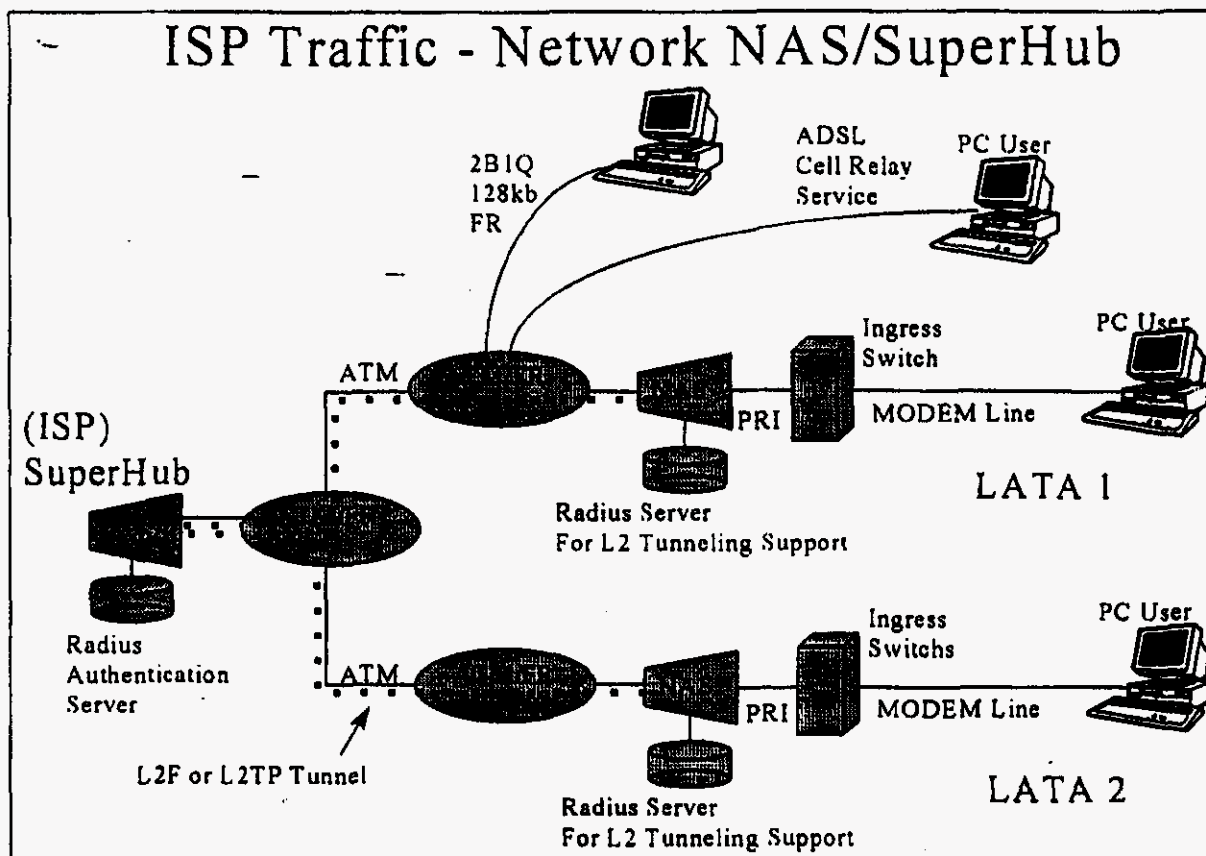 ISP Traffic - Network NAS/SuperHub
2B1Q
128kb
FR
ADSL
Cell Relay
Service
PC User
Ingress
Switch
PC User
ATM
PRI
MODEM Line
(ISP)
SuperHub
LATA 1
Radius Server
For L2 Tunneling Support
Radius
Authentication
Server
Ingress
Switchs
PC User
ATM
PRI
MODEM Line
L2F or L2TP Tunnel
Radius Server
For L2 Tunneling Support
LATA 2